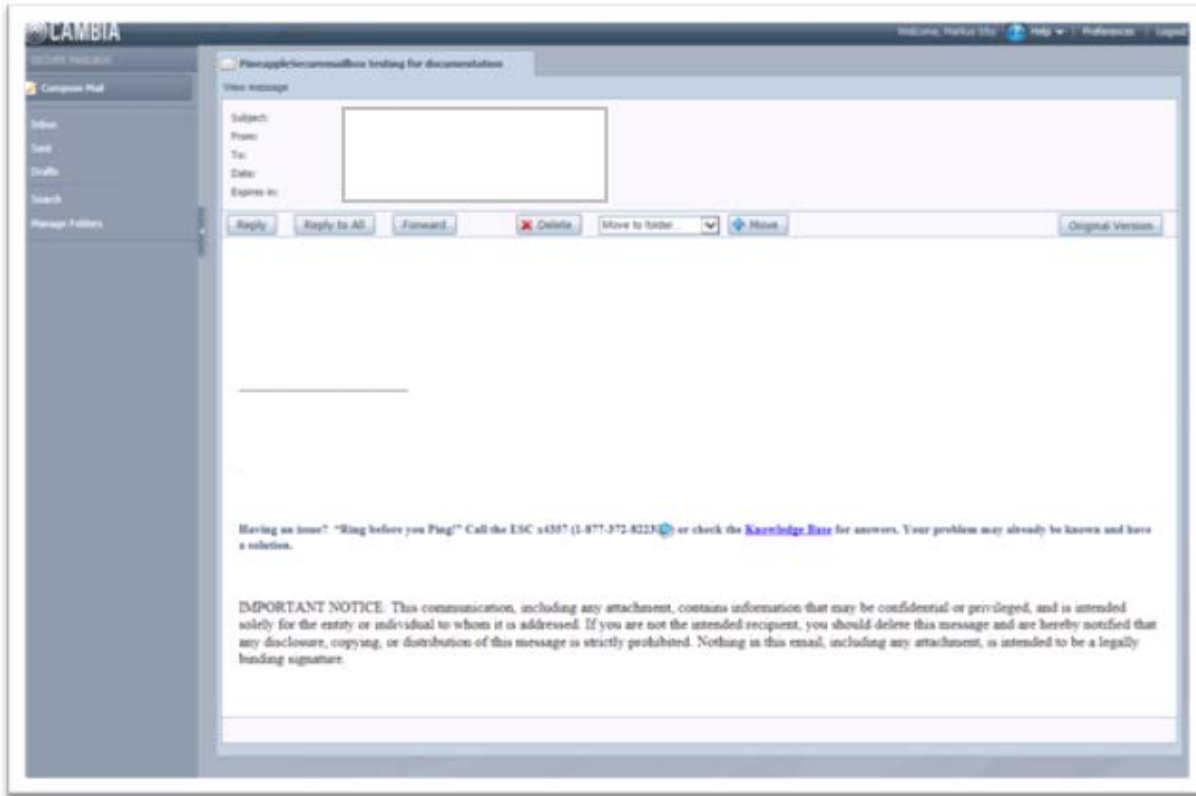 CAMBIA
Welcome, Markus Help | Preferences | Logout
SECURE MAILBOX
PineappleSecuremailbox testing for documentation
Compose Mail
View message
Inbox
Sent
Drafts
Search
Manage Folders
Subject:
From:
To:
Date:
Expires in:
Reply Reply to All Forward Delete Move to folder... Move Original Version
Having an issue? “Ring before you Ping!” Call the ESC x4357 (1-877-372-8223 ) or check the Knowledge Base for answers. Your problem may already be known and have
a solution.
IMPORTANT NOTICE: This communication, including any attachment, contains information that may be confidential or privileged, and is intended
solely for the entity or individual to whom it is addressed. If you are not the intended recipient, you should delete this message and are hereby notified that
any disclosure, copying, or distribution of this message is strictly prohibited. Nothing in this email, including any attachment, is intended to be a legally
binding signature.